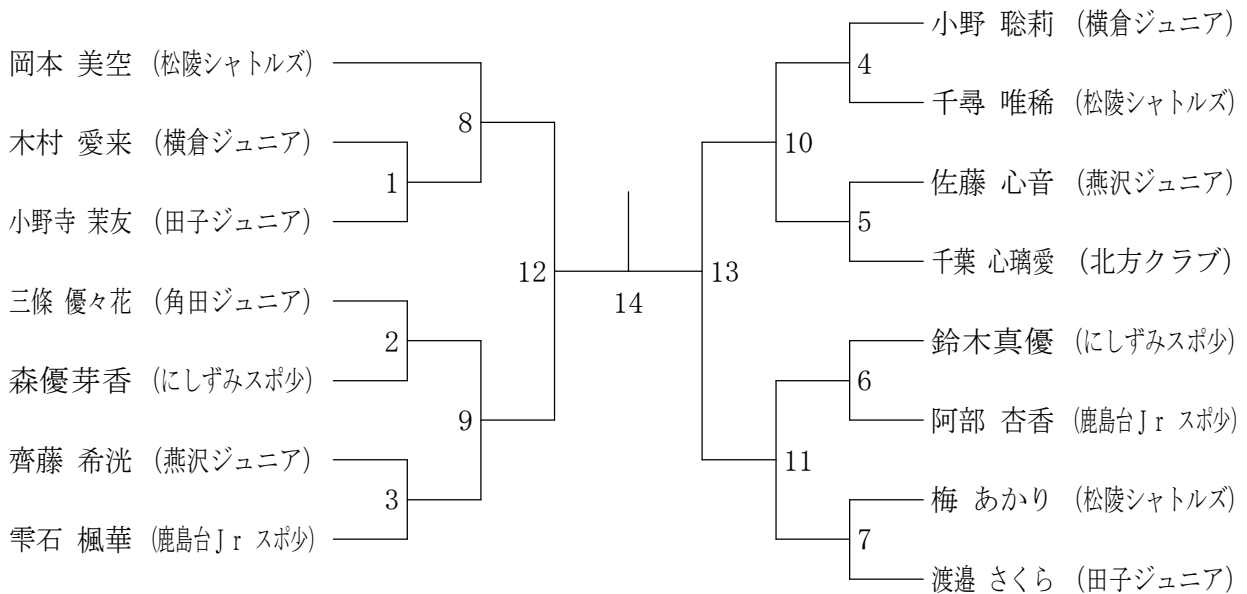 岡本 美空 (松陵シャトルズ)
8
木村 愛来 (横倉ジュニア)
1
小野寺 茉友 (田子ジュニア)
12
三條 優々花 (角田ジュニア)
2
森優芽香 (にしずみスポ少)
9
齊藤 希洸 (燕沢ジュニア)
3
雫石 楓華 (鹿島台Jr スポ少)
14
小野 聡莉 (横倉ジュニア)
4
千尋 唯稀 (松陵シャトルズ)
10
佐藤 心音 (燕沢ジュニア)
5
千葉 心璃愛 (北方クラブ)
13
鈴木真優 (にしずみスポ少)
6
阿部 杏香 (鹿島台Jr スポ少)
11
梅 あかり (松陵シャトルズ)
7
渡邉 さくら (田子ジュニア)